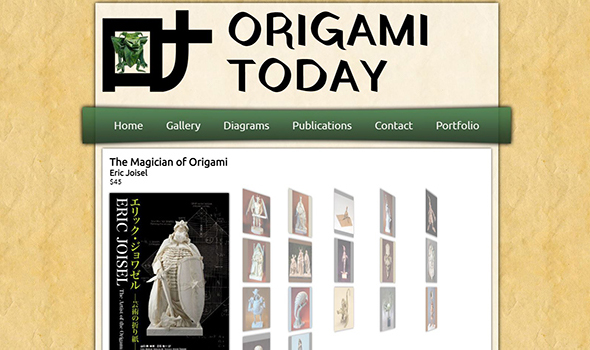 ORIGAMI
TODAY
Home Gallery Diagrams Publications Contact Portfolio
The Magician of Origami
Eric Joisel
$45
エリック・ジョワゼル
—芸術の折り紙—
ERIC JOISEL
The Artist of the Origami